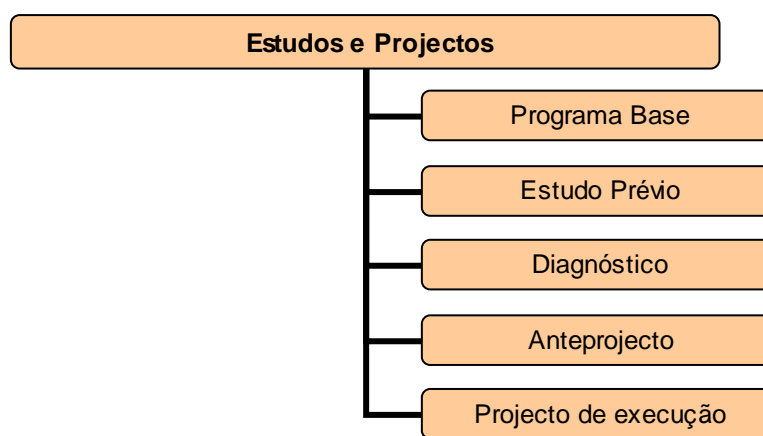 Estudos e Projectos
Programa Base
Estudo Prévio
Diagnóstico
Anteprojecto
Projecto de execução